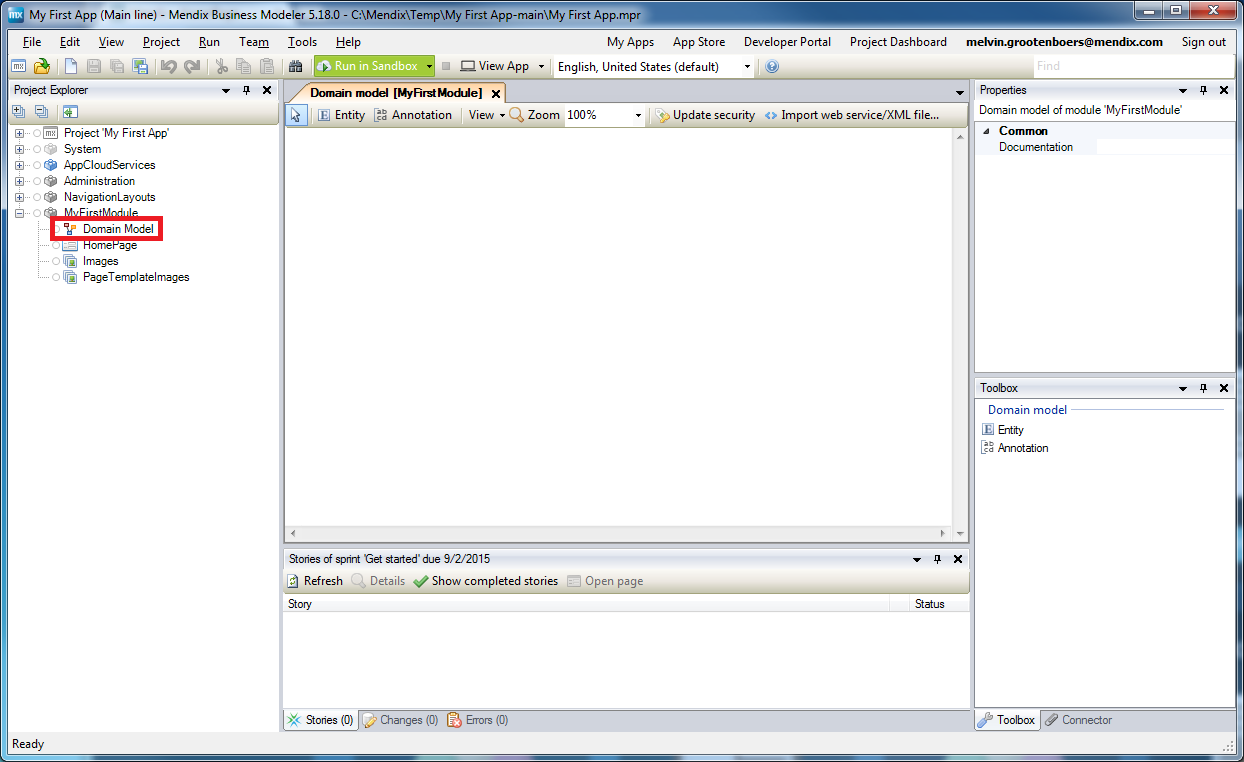 My First App (Main line) - Mendix Business Modeler 5.18.0 - C:\Mendix\Temp\My First App-main\My First App.mpr
File Edit View Project Run Team Tools Help My Apps App Store Developer Portal Project Dashboard melvin.grootenboers@mendix.com Sign out
Run in Sandbox View App English, United States (default) Find
Project Explorer
Project 'My First App'
System
AppCloudServices
Administration
NavigationLayouts
MyFirstModule
Domain Model
HomePage
Images
PageTemplateImages
Domain model [MyFirstModule]
Entity Annotation View Zoom 100% Update security Import web service/XML file...
Stories of sprint 'Get started' due 9/2/2015
Refresh Details Show completed stories Open page
Story Status
Stories (0) Changes (0) Errors (0)
Properties
Domain model of module 'MyFirstModule'
Common
Documentation
Toolbox
Domain model
Entity
Annotation
Toolbox Connector
Ready